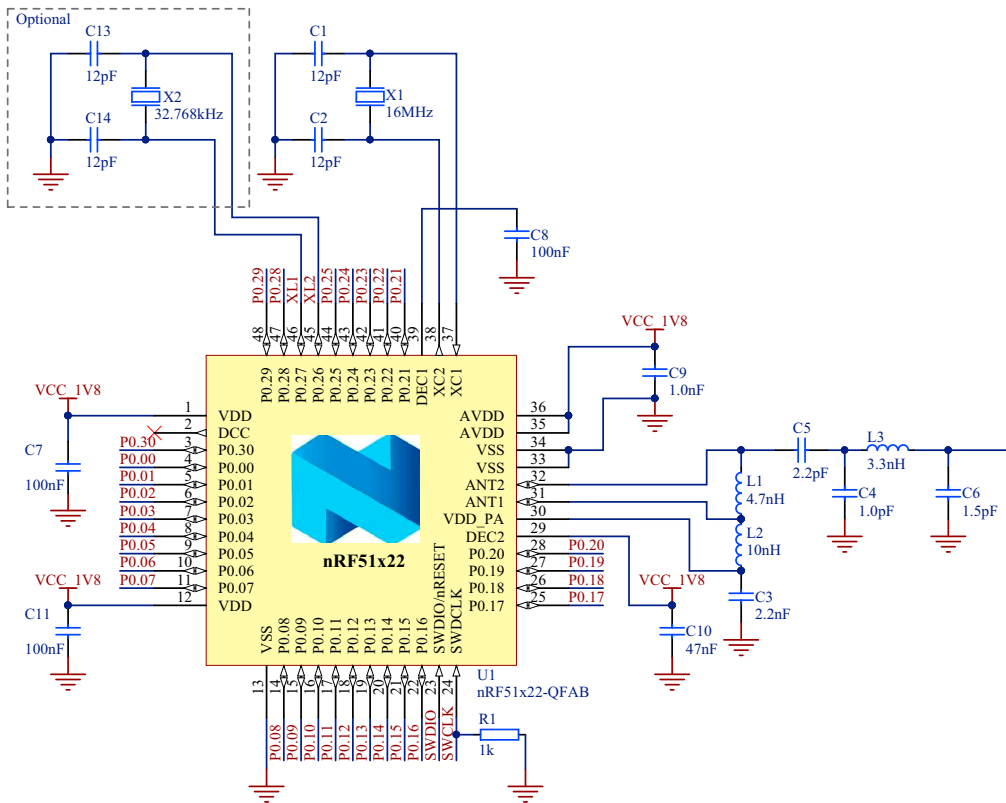 Optional
C13
12pF
X2
32.768kHz
C14
12pF
C1
12pF
X1
16MHz
C2
12pF
C8
100nF
P0.29
P0.28
XL1
XL2
P0.25
P0.24
P0.23
P0.22
P0.21
48
47
46
45
44
43
42
41
40
39
38
37
P0.29
P0.28
P0.27
P0.26
P0.25
P0.24
P0.23
P0.22
P0.21
DEC1
XC2
XC1
VCC_1V8
C7
100nF
VCC_1V8
C11
100nF
1 VDD
2 DCC
P0.30 3 P0.30
P0.00 4 P0.00
P0.01 5 P0.01
P0.02 6 P0.02
P0.03 7 P0.03
P0.04 8 P0.04
P0.05 9 P0.05
P0.06 10 P0.06
P0.07 11 P0.07
12 VDD
nRF51x22
AVDD 36
AVDD 35
VSS 34
VSS 33
ANT2 32
ANT1 31
VDD_PA 30
DEC2 29
P0.20 28 P0.20
P0.19 27 P0.19
P0.18 26 P0.18
P0.17 25 P0.17
VCC_1V8
C9
1.0nF
C5
2.2pF
L3
3.3nH
L1
4.7nH
C4
1.0pF
C6
1.5pF
L2
10nH
C3
2.2nF
VCC_1V8
C10
47nF
VSS
P0.08
P0.09
P0.10
P0.11
P0.12
P0.13
P0.14
P0.15
P0.16
SWDIO/nRESET
SWDCLK
13
14
15
16
17
18
19
20
21
22
23
24
P0.08
P0.09
P0.10
P0.11
P0.12
P0.13
P0.14
P0.15
P0.16
SWDIO
SWCLK
U1
nRF51x22-QFAB
R1
1k